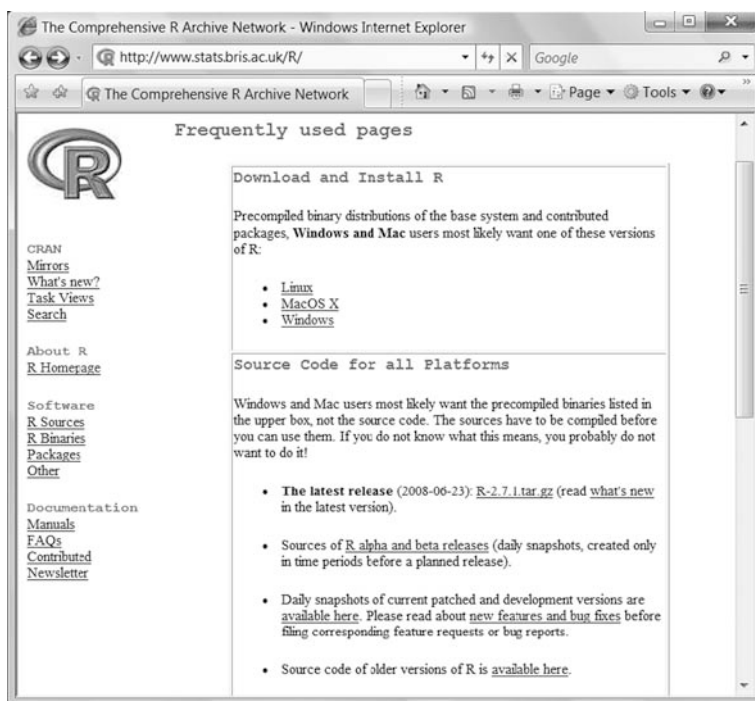 The Comprehensive R Archive Network - Windows Internet Explorer
http://www.stats.bris.ac.uk/R/
Google
The Comprehensive R Archive Network
Page
Tools
R
CRAN
Mirrors
What's new?
Task Views
Search
About R
R Homepage
Software
R Sources
R Binaries
Packages
Other
Documentation
Manuals
FAQs
Contributed
Newsletter
Frequently used pages
Download and Install R
Precompiled binary distributions of the base system and contributed
packages, Windows and Mac users most likely want one of these versions
of R:
• Linux
• MacOS X
• Windows
Source Code for all Platforms
Windows and Mac users most likely want the precompiled binaries listed in
the upper box, not the source code. The sources have to be compiled before
you can use them. If you do not know what this means, you probably do not
want to do it!
• The latest release (2008-06-23): R-2.7.1.tar.gz (read what's new
in the latest version).
• Sources of R alpha and beta releases (daily snapshots, created only
in time periods before a planned release).
• Daily snapshots of current patched and development versions are
available here. Please read about new features and bug fixes before
filing corresponding feature requests or bug reports.
• Source code of older versions of R is available here.